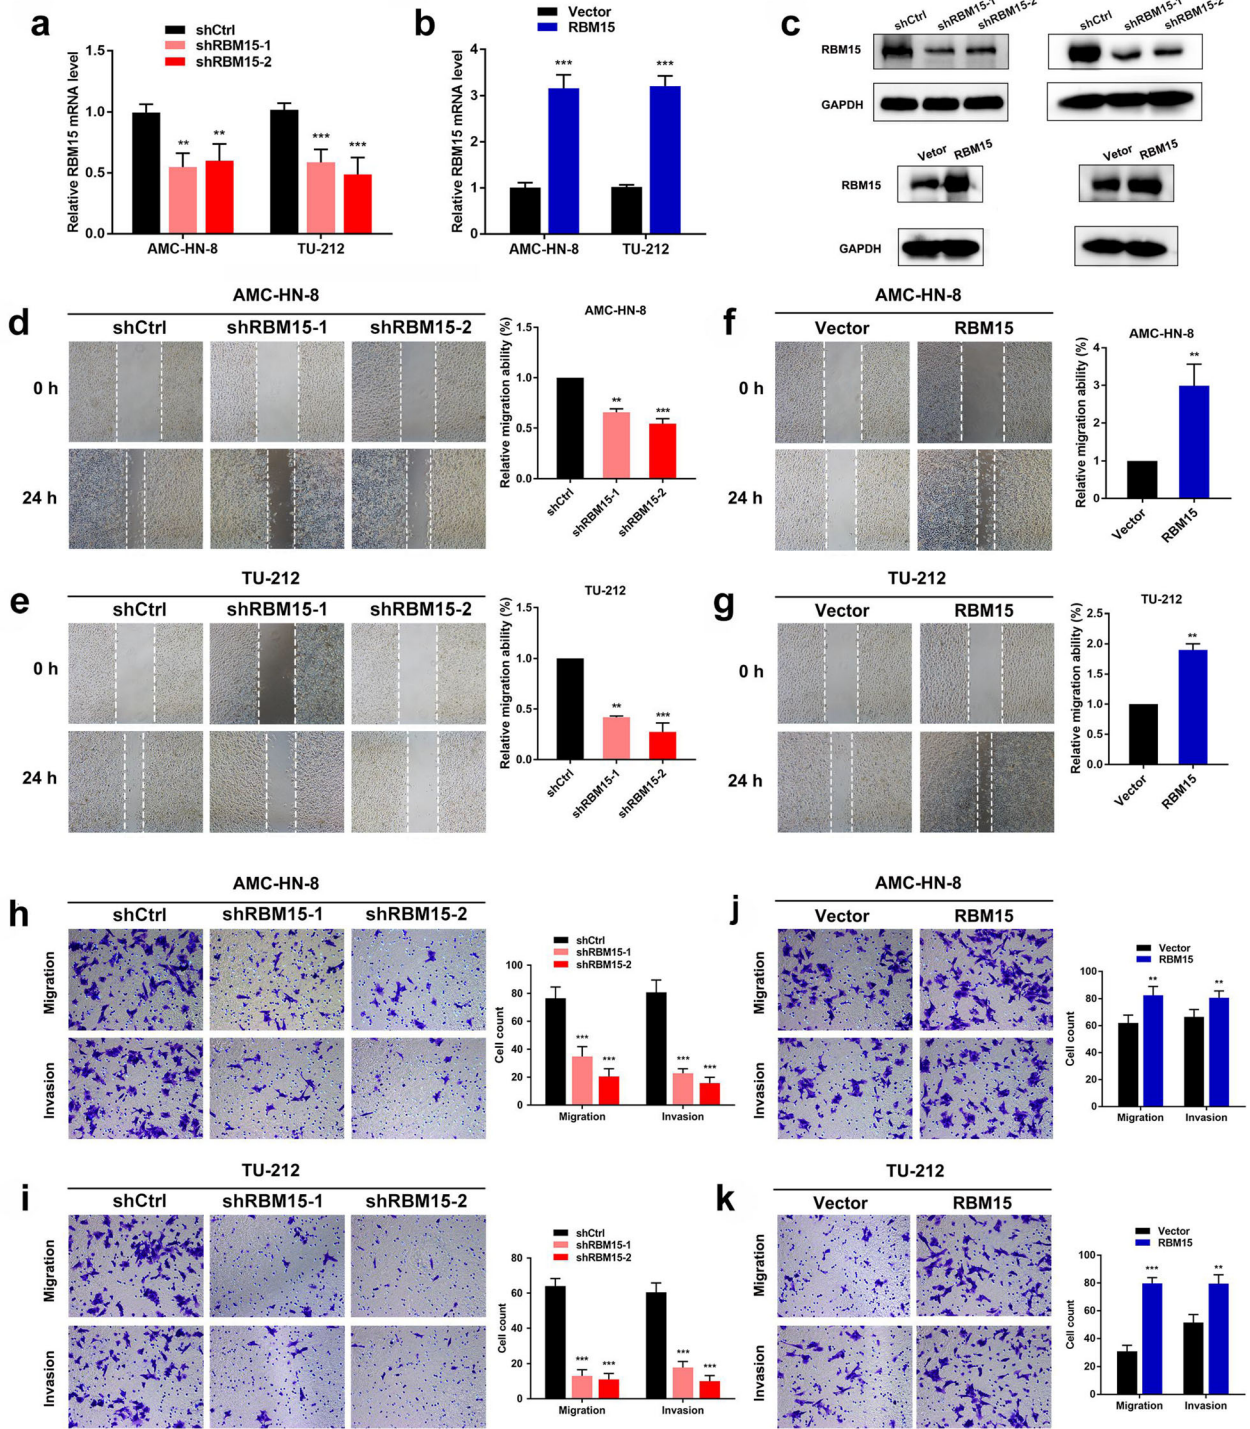 a
shCtrl
shRBM15-1
shRBM15-2
Relative RBM15 mRNA level
1.5
1.0
0.5
0.0
** ** *** ***
AMC-HN-8 TU-212
b
Vector
RBM15
Relative RBM15 mRNA level
4
3
2
1
0
*** ***
AMC-HN-8 TU-212
c
shCtrl shRBM15-1 shRBM15-2 shCtrl shRBM15-1 shRBM15-2
RBM15
GAPDH
Vetor RBM15 Vector RBM15
RBM15
GAPDH
AMC-HN-8
d
shCtrl shRBM15-1 shRBM15-2
0 h
24 h
AMC-HN-8
Relative migration ability (%)
1.5
1.0
0.5
0.0
** ***
shCtrl
shRBM15-1
shRBM15-2
AMC-HN-8
f
Vector RBM15
0 h
24 h
AMC-HN-8
Relative migration ability (%)
4
3
2
1
0
**
Vector
RBM15
TU-212
e
shCtrl shRBM15-1 shRBM15-2
0 h
24 h
TU-212
Relative migration ability (%)
1.5
1.0
0.5
0.0
** ***
shCtrl
shRBM15-1
shRBM15-2
TU-212
g
Vector RBM15
0 h
24 h
TU-212
Relative migration ability (%)
2.5
2.0
1.5
1.0
0.5
0.0
**
Vector
RBM15
AMC-HN-8
h
shCtrl shRBM15-1 shRBM15-2
Migration
Invasion
shCtrl
shRBM15-1
shRBM15-2
Cell count
100
80
60
40
20
0
*** *** *** ***
Migration Invasion
AMC-HN-8
j
Vector RBM15
Migration
Invasion
Vector
RBM15
Cell count
100
80
60
40
20
0
** **
Migration Invasion
TU-212
i
shCtrl shRBM15-1 shRBM15-2
Migration
Invasion
shCtrl
shRBM15-1
shRBM15-2
Cell count
80
60
40
20
0
*** *** *** ***
Migration Invasion
TU-212
k
Vector RBM15
Migration
Invasion
Vector
RBM15
Cell count
100
80
60
40
20
0
*** **
Migration Invasion